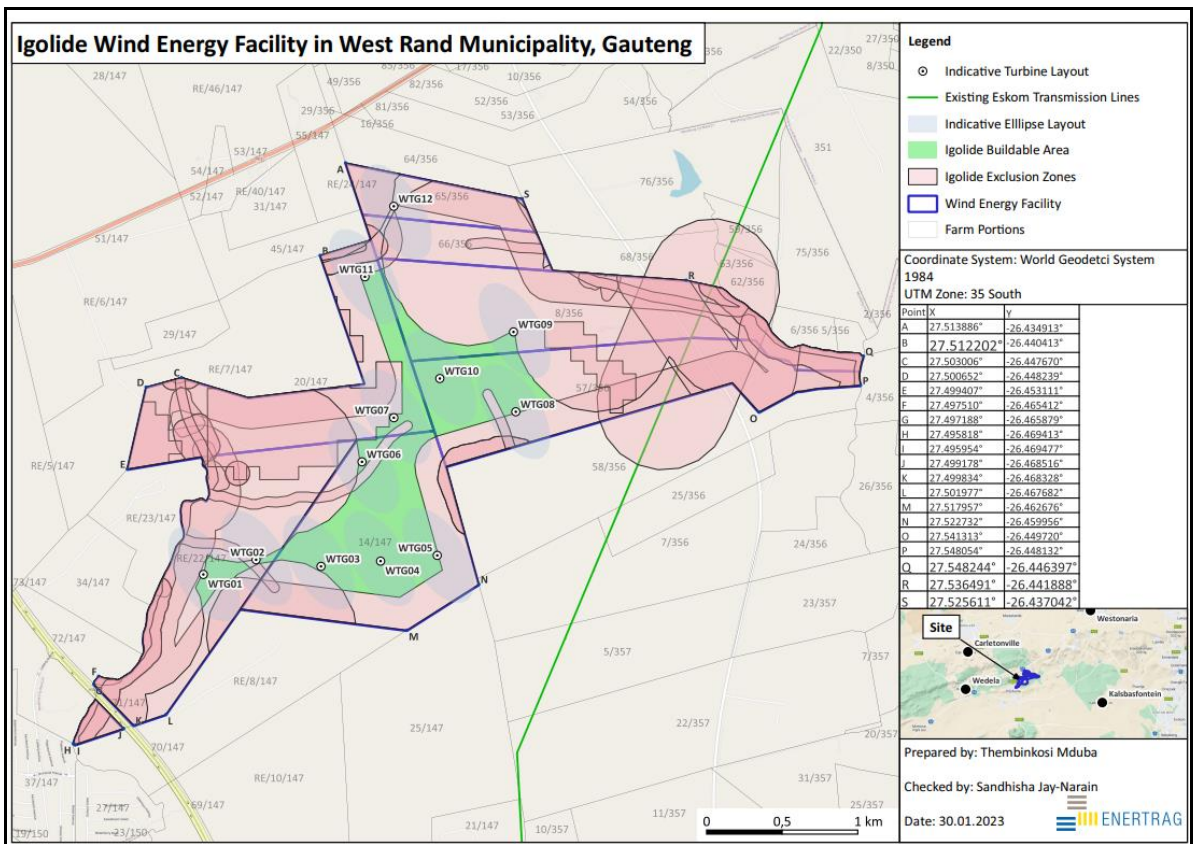 Igolide Wind Energy Facility in West Rand Municipality, Gauteng
27/356
22/350
8/350
28/147
RE/46/147
49/356
82/356
10/356
356
81/356
52/356
54/356
29/356
53/356
16/356
55/147
351
53/147
64/356
54/147
A
76/356
RE/40/147
52/147
65/356
S
31/147
WTG12
51/147
66/356
45/147
B
68/356
75/356
63/356
WTG11
R
62/356
RE/6/147
2/356
8/356
29/147
WTG09
6/356
5/356
Q
C
RE/7/147
D
20/147
WTG10
P
4/356
WTG07
WTG08
O
WTG06
RE/5/147
E
58/356
26/356
25/356
RE/23/147
14/147
7/356
24/356
WTG02
WTG05
RE/22/147
WTG03
WTG04
73/147
34/147
WTG01
N
23/357
M
72/147
5/357
7/357
F
RE/8/147
G
L
K
25/147
22/357
20/357
H
I
J
70/147
37/147
RE/10/147
31/357
27/147
69/147
11/357
25/357
19/150
23/150
21/147
10/357
0
0,5
1 km
Legend
Indicative Turbine Layout
Existing Eskom Transmission Lines
Indicative Elllipse Layout
Igolide Buildable Area
Igolide Exclusion Zones
Wind Energy Facility
Farm Portions
Coordinate System: World Geodetci System
1984
UTM Zone: 35 South
Point X Y
A 27.513886° -26.434913°
B 27.512202° -26.440413°
C 27.503006° -26.447670°
D 27.500652° -26.448239°
E 27.499407° -26.453111°
F 27.497510° -26.465412°
G 27.497188° -26.465879°
H 27.495818° -26.469413°
I 27.495954° -26.469477°
J 27.499178° -26.468516°
K 27.499834° -26.468328°
L 27.501977° -26.467682°
M 27.517957° -26.462676°
N 27.522732° -26.459956°
O 27.541313° -26.449720°
P 27.548054° -26.448132°
Q 27.548244° -26.446397°
R 27.536491° -26.441888°
S 27.525611° -26.437042°
Site
Westonaria
Carletonville
Wedela
Kalsbasfontein
Prepared by: Thembinkosi Mduba
Checked by: Sandhisha Jay-Narain
Date: 30.01.2023
ENERTRAG